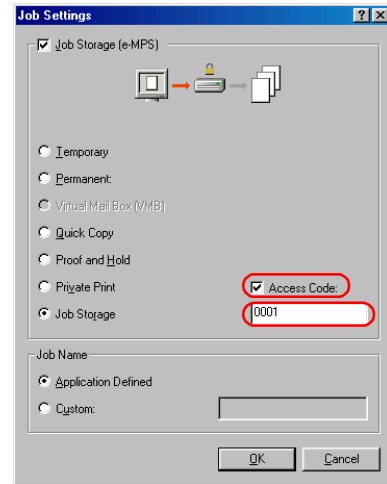 Job Settings
Job Storage (e-MPS)
Temporary
Permanent:
Virtual Mail Box (VMB)
Quick Copy
Proof and Hold
Private Print
Access Code:
Job Storage
0001
Job Name
Application Defined
Custom:
OK
Cancel